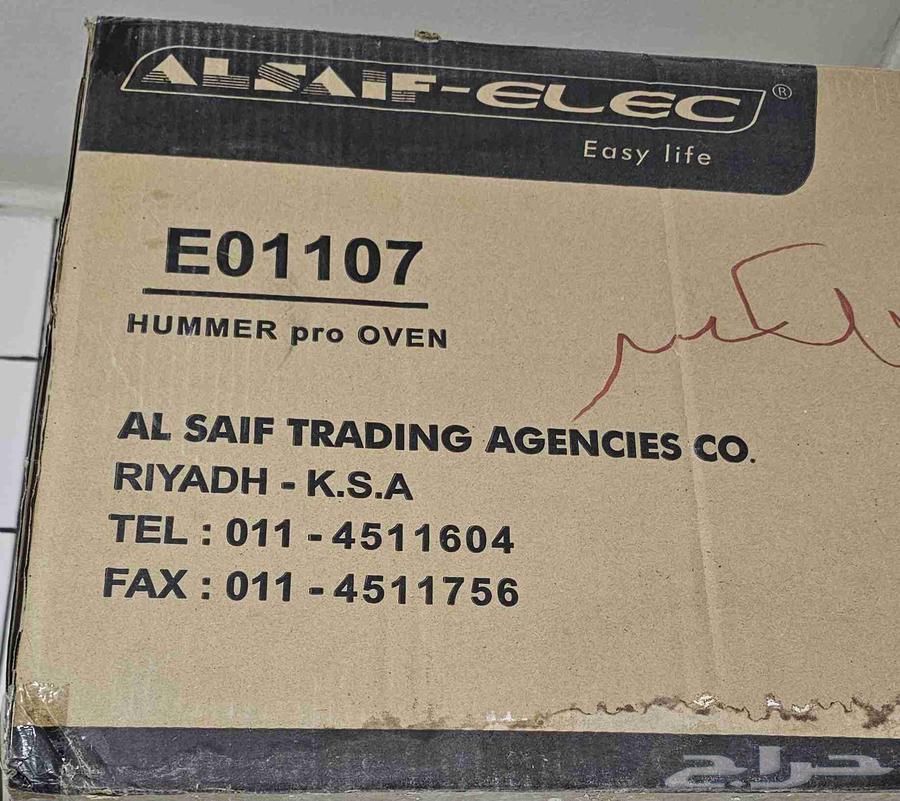 ALSAIF-ELEC ®
Easy life
E01107
HUMMER pro OVEN
AL SAIF TRADING AGENCIES CO.
RIYADH - K.S.A
TEL : 011 - 4511604
FAX : 011 - 4511756
حراج